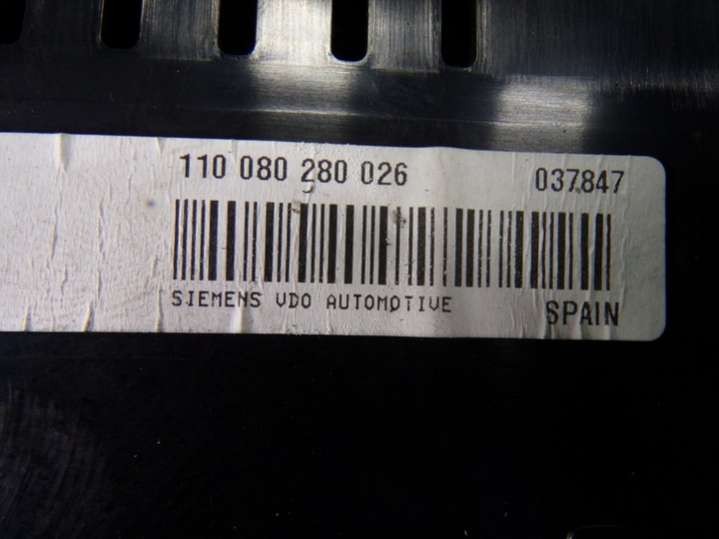 110 080 280 026 037847
SIEMENS VDO AUTOMOTIVE SPAIN